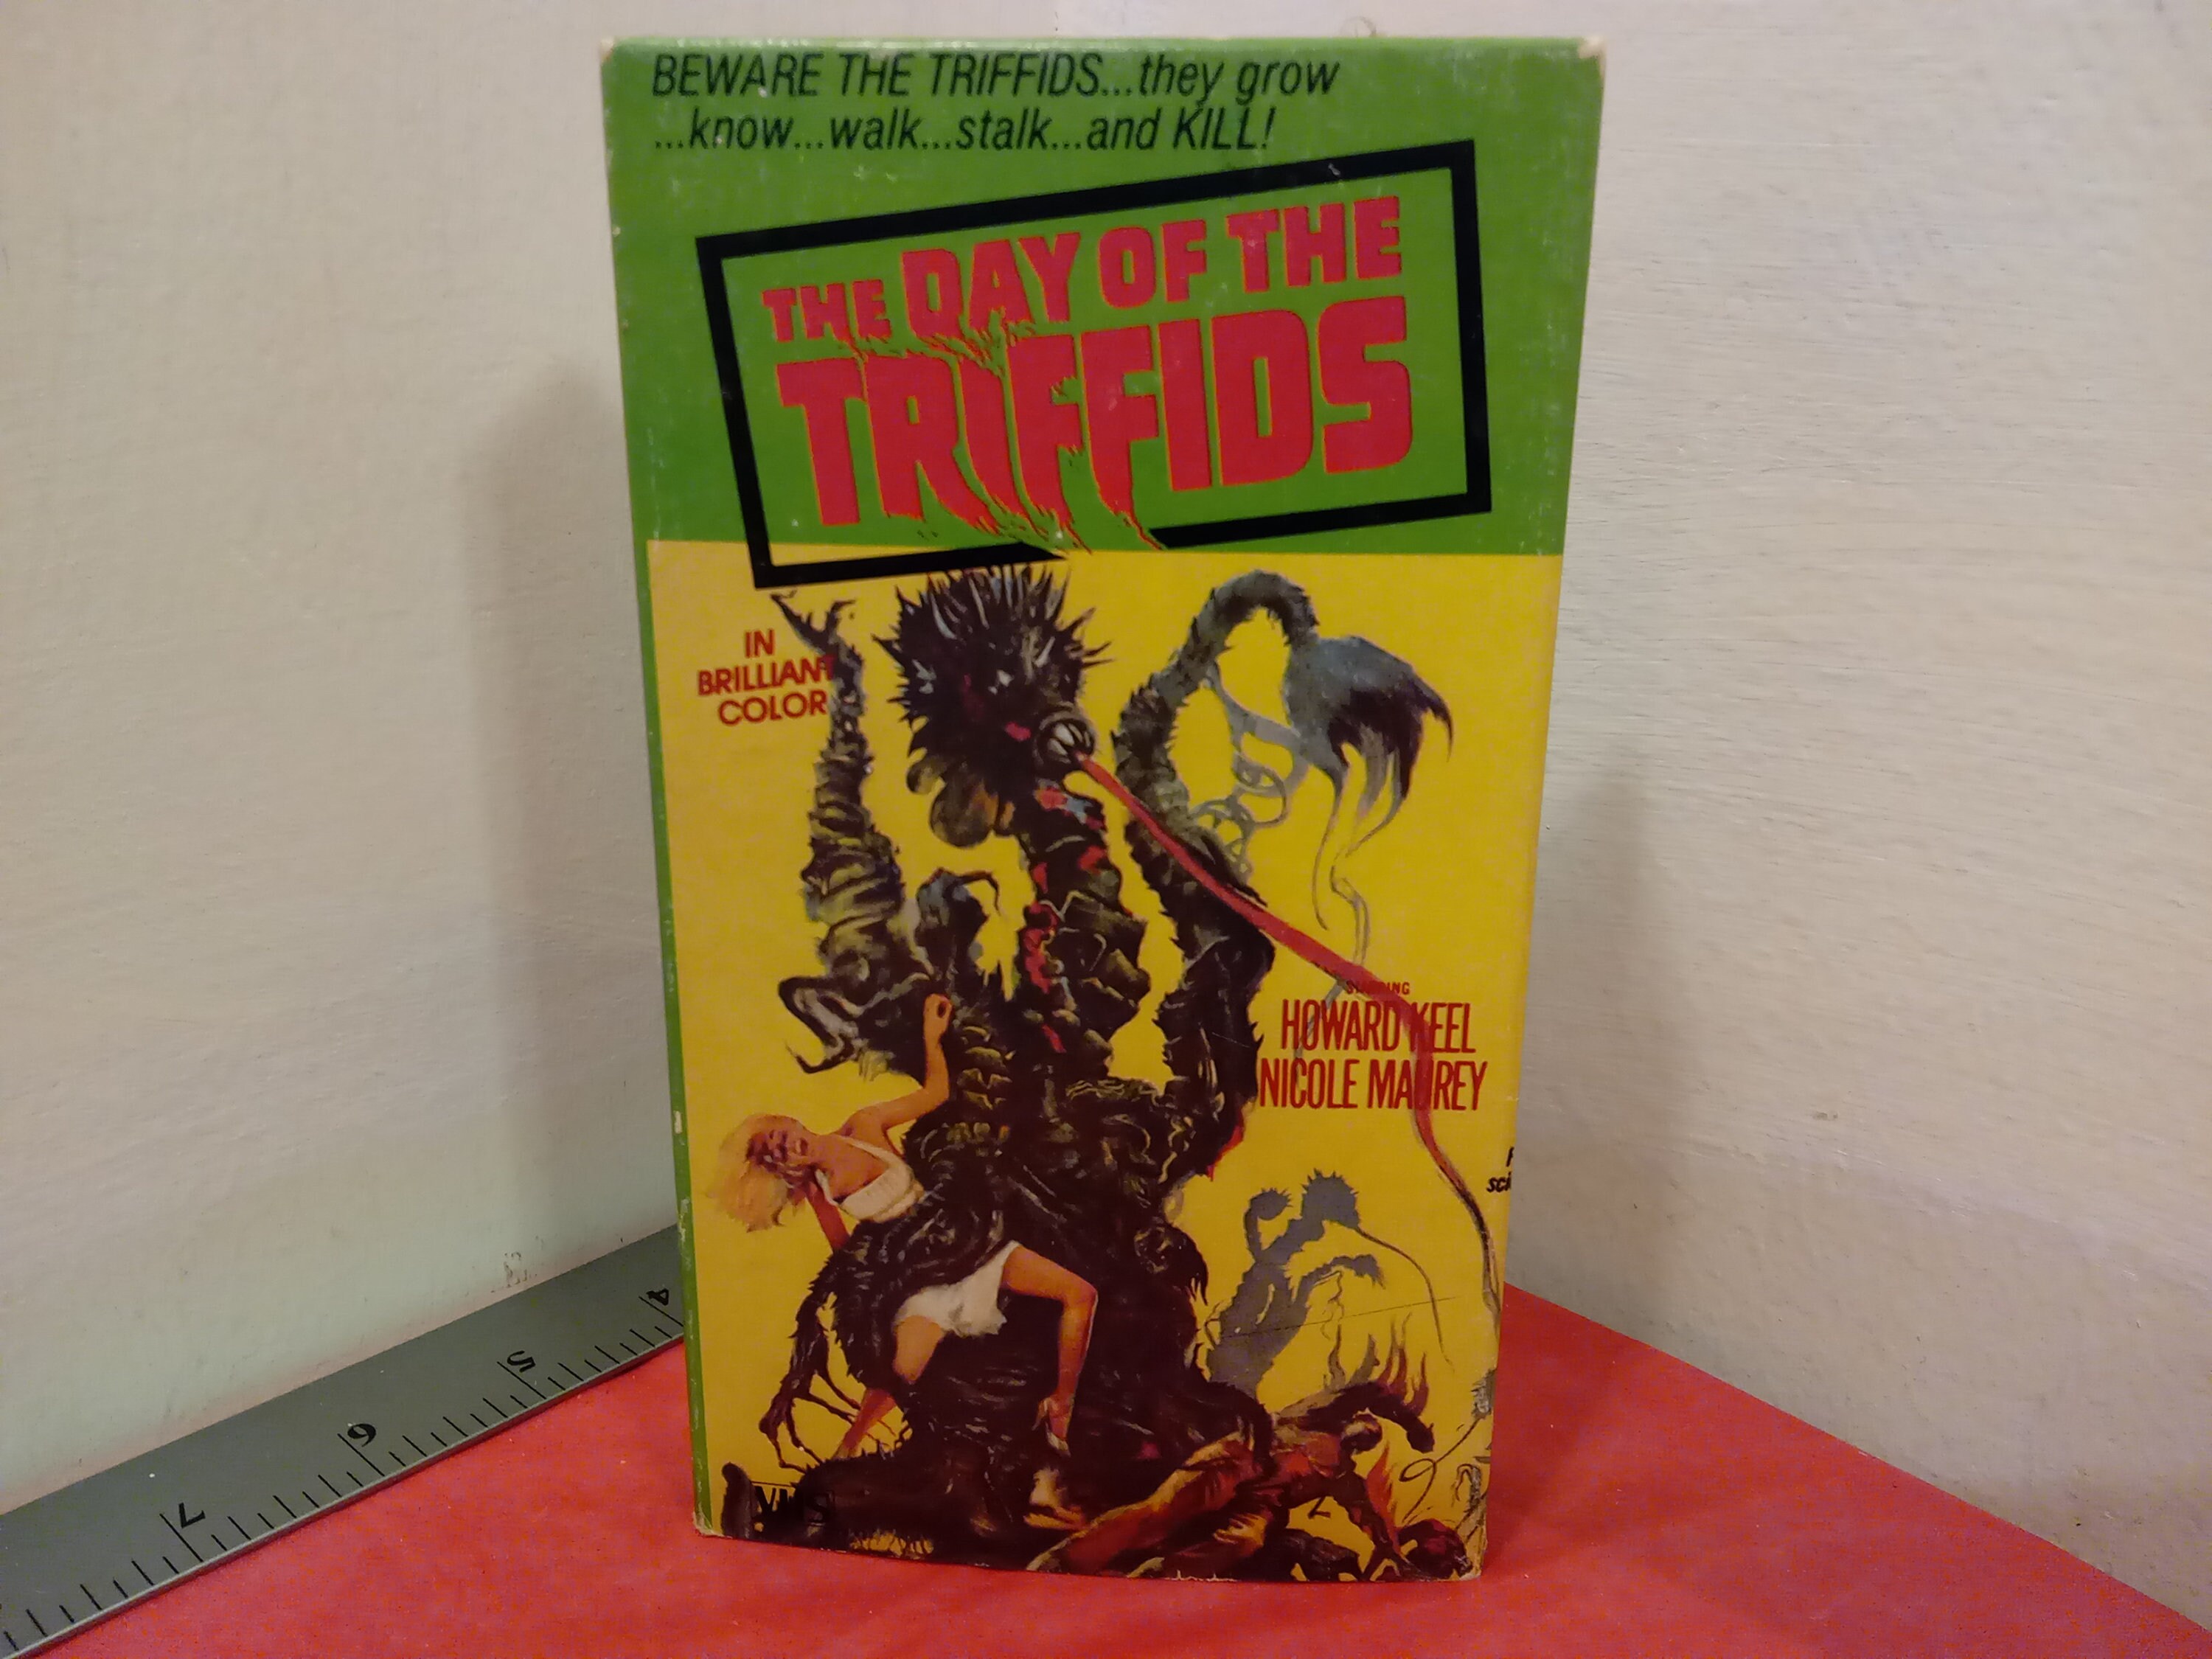 BEWARE THE TRIFFIDS...they grow
...know...walk...stalk...and KILL!
THE DAY OF THE
TRIFFIDS
IN
BRILLIANT
COLOR
STARRING
HOWARD KEEL
NICOLE MAUREY
VHS
4
5
6
7